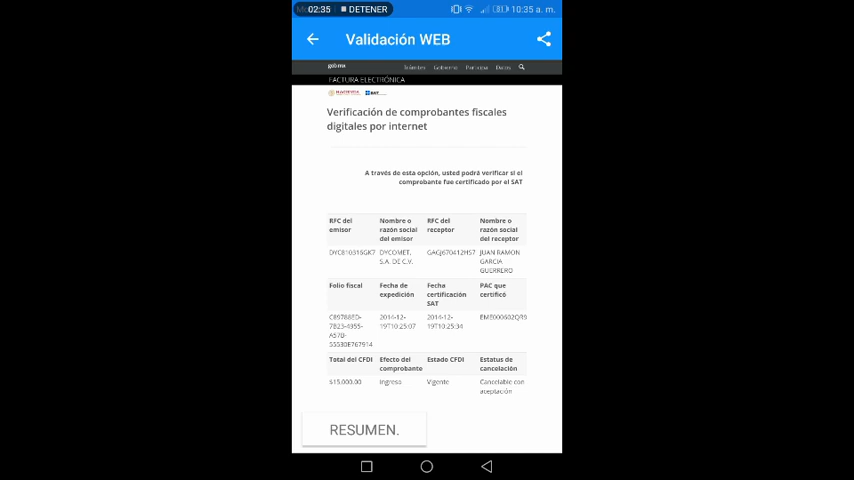 02:35 DETENER 10:35 a. m.
Validación WEB
gob.mx Trámites Gobierno Participa Datos
FACTURA ELECTRÓNICA
HACIENDA SAT
Verificación de comprobantes fiscales
digitales por internet
A través de esta opción, usted podrá verificar si el
comprobante fue certificado por el SAT
RFC del
emisor
Nombre o
razón social
del emisor
RFC del
receptor
Nombre o
razón social
del receptor
DYCOMET,
S.A. DE C.V.
JUAN RAMON
GARCIA
GUERRERO
Folio fiscal
Fecha de
expedición
Fecha
certificación
SAT
PAC que
certificó
2014-12-
19T10:25:07
2014-12-
19T10:25:34
Total del CFDI
Efecto del
comprobante
Estado CFDI
Estatus de
cancelación
$15,000.00
Ingreso
Vigente
Cancelable con
aceptación
RESUMEN.